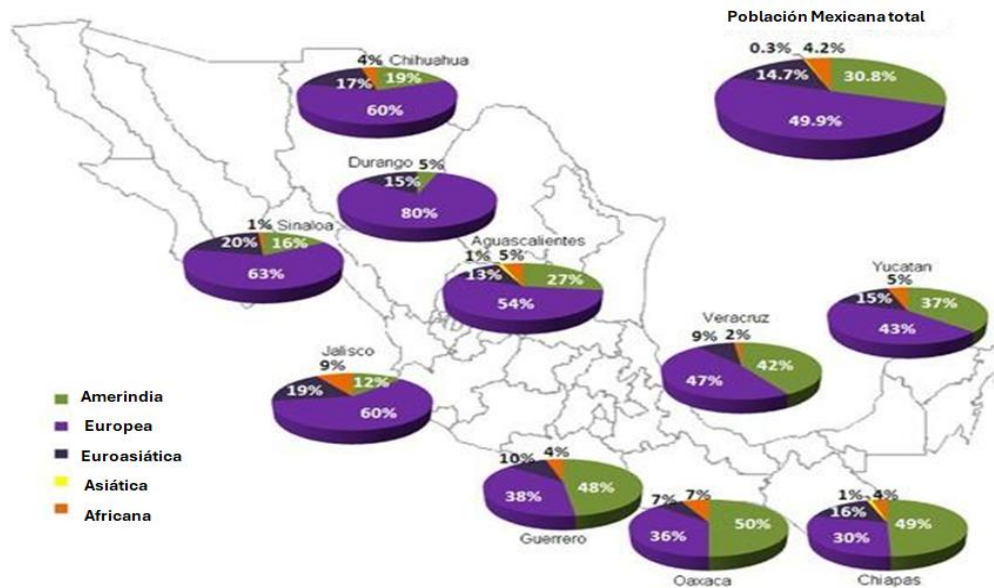 Población Mexicana total
0.3% 4.2%
14.7% 30.8%
49.9%
4% Chihuahua
17% 19%
60%
Durango 5%
15%
80%
1% Sinaloa
20% 16%
63%
Aguascalientes
1% 5%
13% 27%
54%
Yucatan
5%
15% 37%
43%
Veracruz
9% 2%
42%
47%
Jalisco
9%
12%
19%
60%
Amerindia
Europea
Euroasiática
Asiática
Africana
10% 4%
48%
38%
Guerrero
7% 7%
50%
36%
Oaxaca
1% 4%
16% 49%
30%
Chiapas